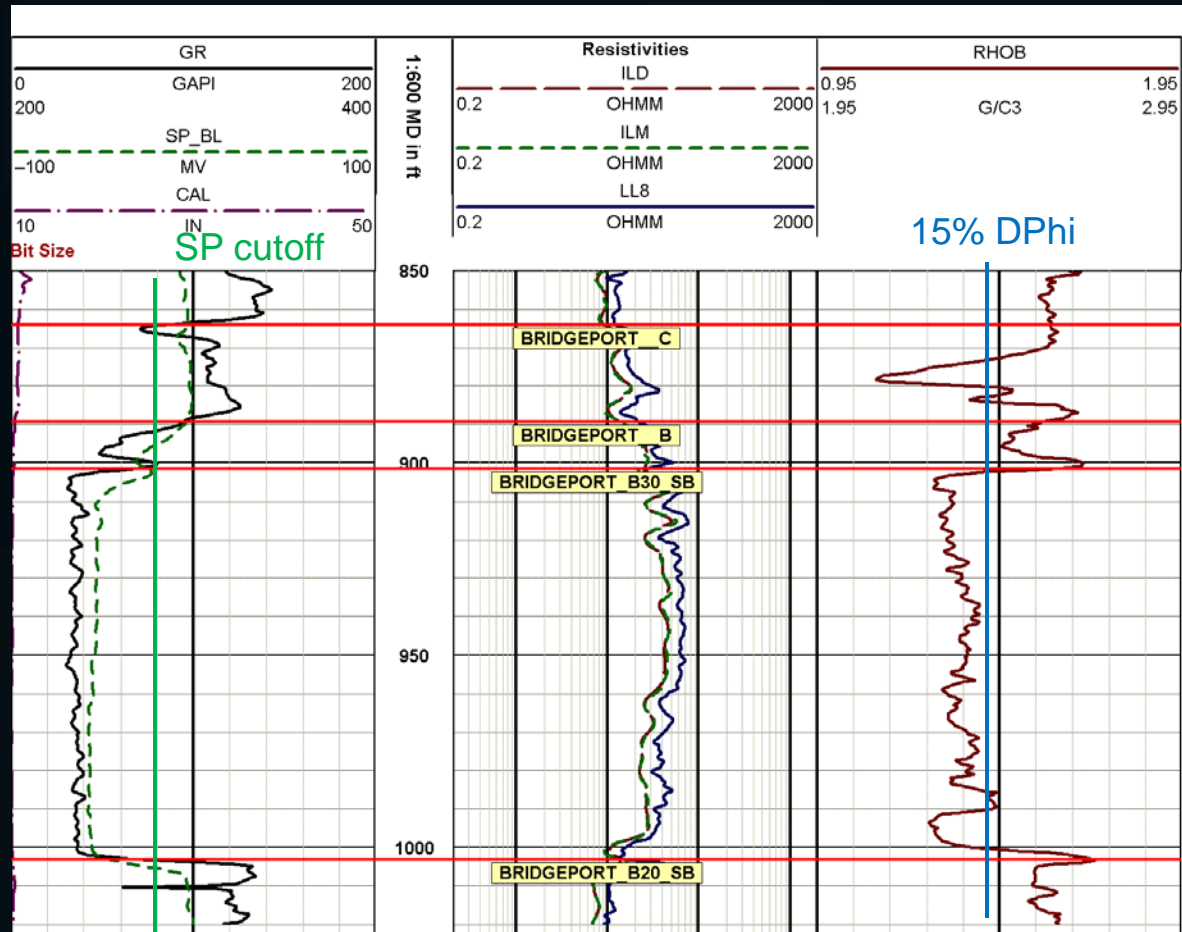 GR
0 GAPI 200
200 400
SP_BL
–100 MV 100
CAL
10 IN 50
Bit Size
SP cutoff
1:600 MD in ft
Resistivities
ILD
0.2 OHMM 2000
ILM
0.2 OHMM 2000
LL8
0.2 OHMM 2000
RHOB
0.95 1.95
1.95 G/C3 2.95
15% DPhi
850
BRIDGEPORT__C
BRIDGEPORT__B
900
BRIDGEPORT_B30_SB
950
1000
BRIDGEPORT_B20_SB